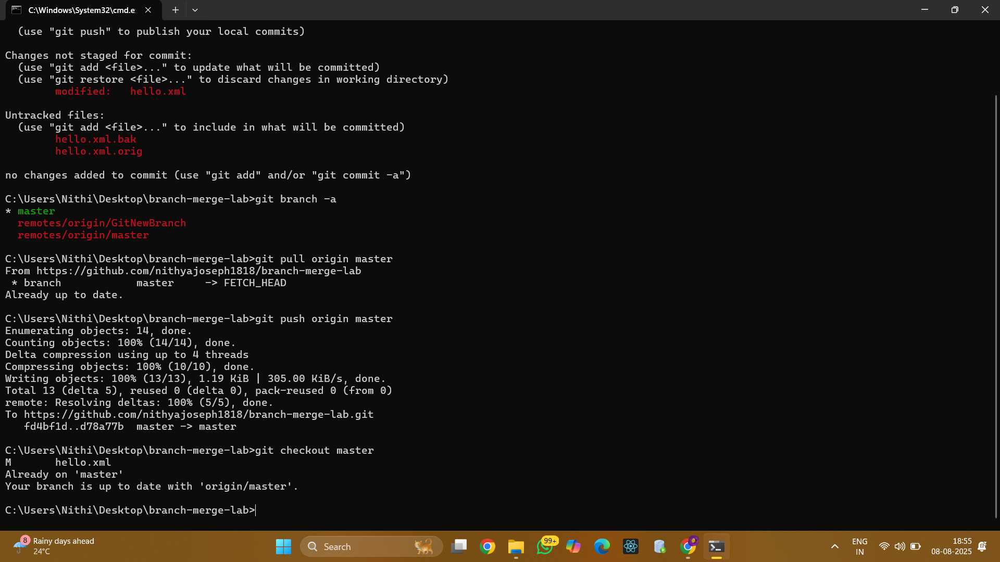 C:\Windows\System32\cmd.e
(use "git push" to publish your local commits)
Changes not staged for commit:
(use "git add <file>..." to update what will be committed)
(use "git restore <file>..." to discard changes in working directory)
modified:   hello.xml
Untracked files:
(use "git add <file>..." to include in what will be committed)
hello.xml.bak
hello.xml.orig
no changes added to commit (use "git add" and/or "git commit -a")
C:\Users\Nithi\Desktop\branch-merge-lab>git branch -a
* master
remotes/origin/GitNewBranch
remotes/origin/master
C:\Users\Nithi\Desktop\branch-merge-lab>git pull origin master
From https://github.com/nithyajoseph1818/branch-merge-lab
* branch            master     -> FETCH_HEAD
Already up to date.
C:\Users\Nithi\Desktop\branch-merge-lab>git push origin master
Enumerating objects: 14, done.
Counting objects: 100% (14/14), done.
Delta compression using up to 4 threads
Compressing objects: 100% (10/10), done.
Writing objects: 100% (13/13), 1.19 KiB | 305.00 KiB/s, done.
Total 13 (delta 5), reused 0 (delta 0), pack-reused 0 (from 0)
remote: Resolving deltas: 100% (5/5), done.
To https://github.com/nithyajoseph1818/branch-merge-lab.git
fd4bf1d..d78a77b  master -> master
C:\Users\Nithi\Desktop\branch-merge-lab>git checkout master
M       hello.xml
Already on 'master'
Your branch is up to date with 'origin/master'.
C:\Users\Nithi\Desktop\branch-merge-lab>
8
Rainy days ahead
24°C
Search
99+
ENG
IN
18:55
08-08-2025